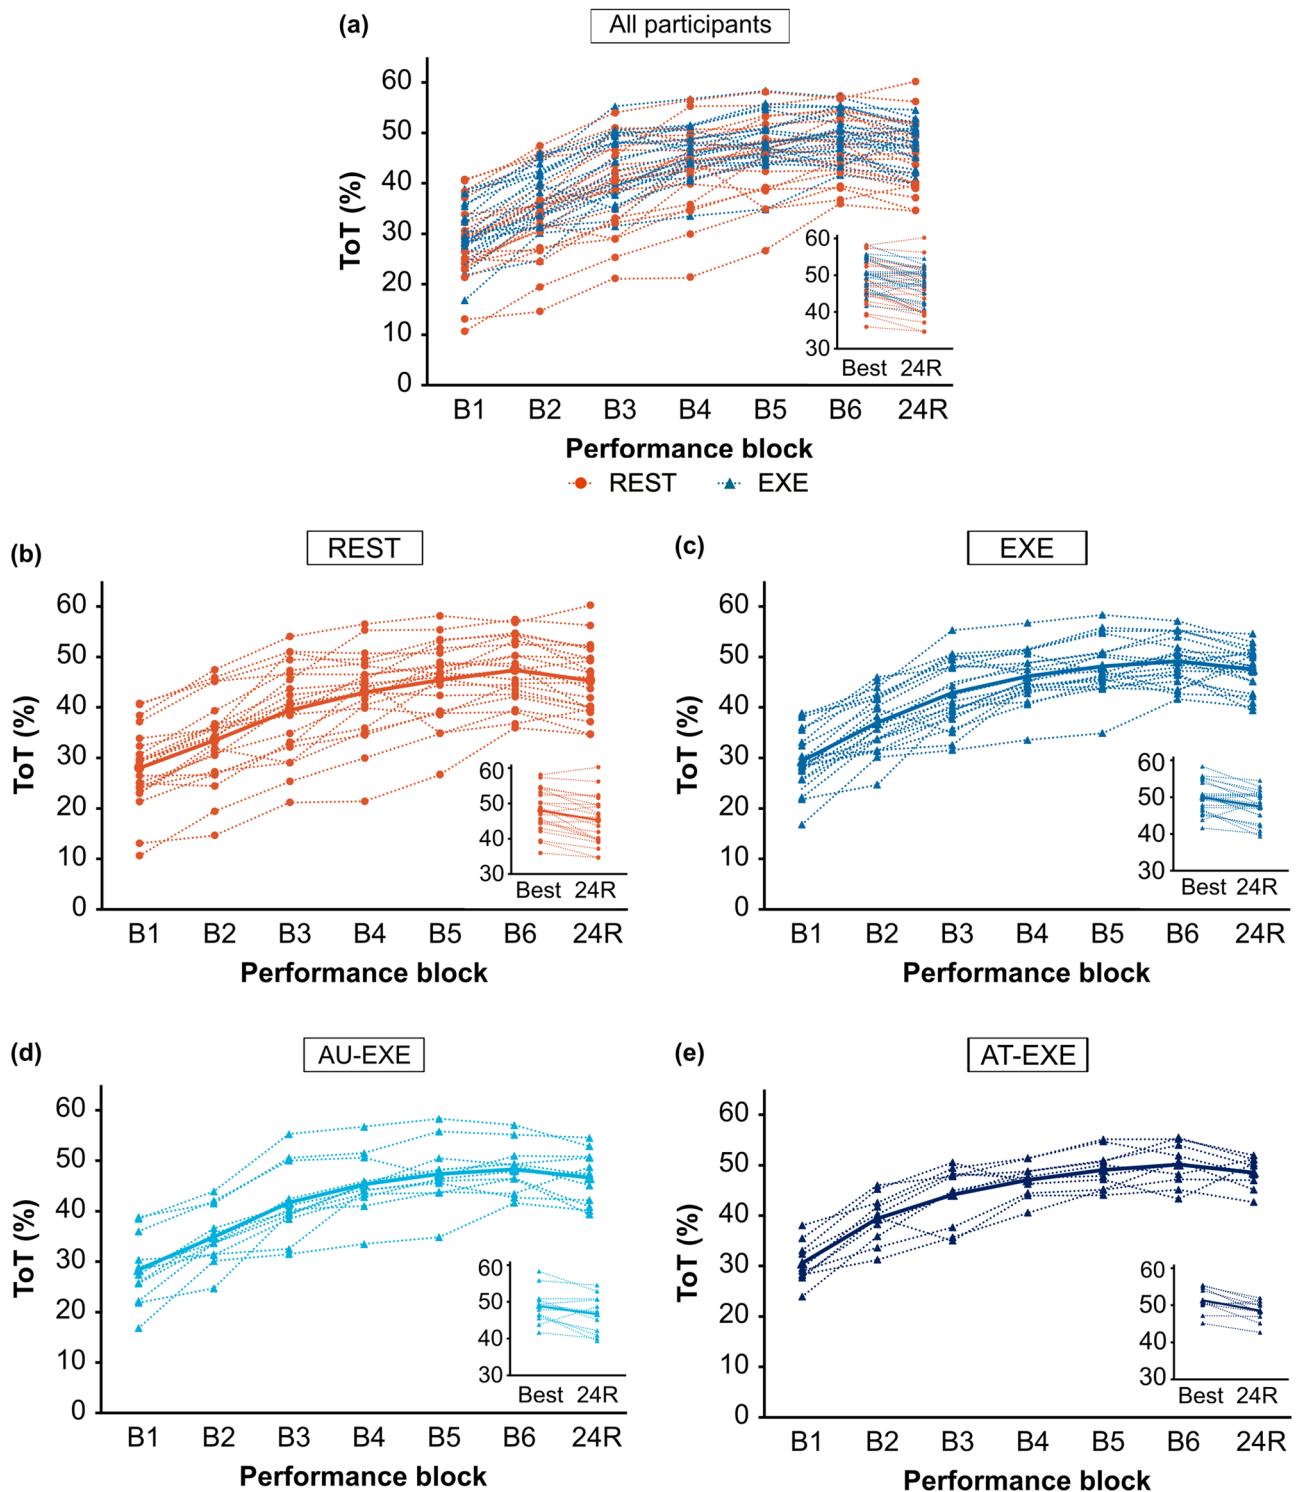 (a)
All participants
ToT (%)
60
50
40
30
20
10
0
60
50
40
30
Best 24R
B1 B2 B3 B4 B5 B6 24R
Performance block
REST EXE
(b)
REST
ToT (%)
60
50
40
30
20
10
0
60
50
40
30
Best 24R
B1 B2 B3 B4 B5 B6 24R
Performance block
(c)
EXE
ToT (%)
60
50
40
30
20
10
0
60
50
40
30
Best 24R
B1 B2 B3 B4 B5 B6 24R
Performance block
(d)
AU-EXE
ToT (%)
60
50
40
30
20
10
0
60
50
40
30
Best 24R
B1 B2 B3 B4 B5 B6 24R
Performance block
(e)
AT-EXE
ToT (%)
60
50
40
30
20
10
0
60
50
40
30
Best 24R
B1 B2 B3 B4 B5 B6 24R
Performance block